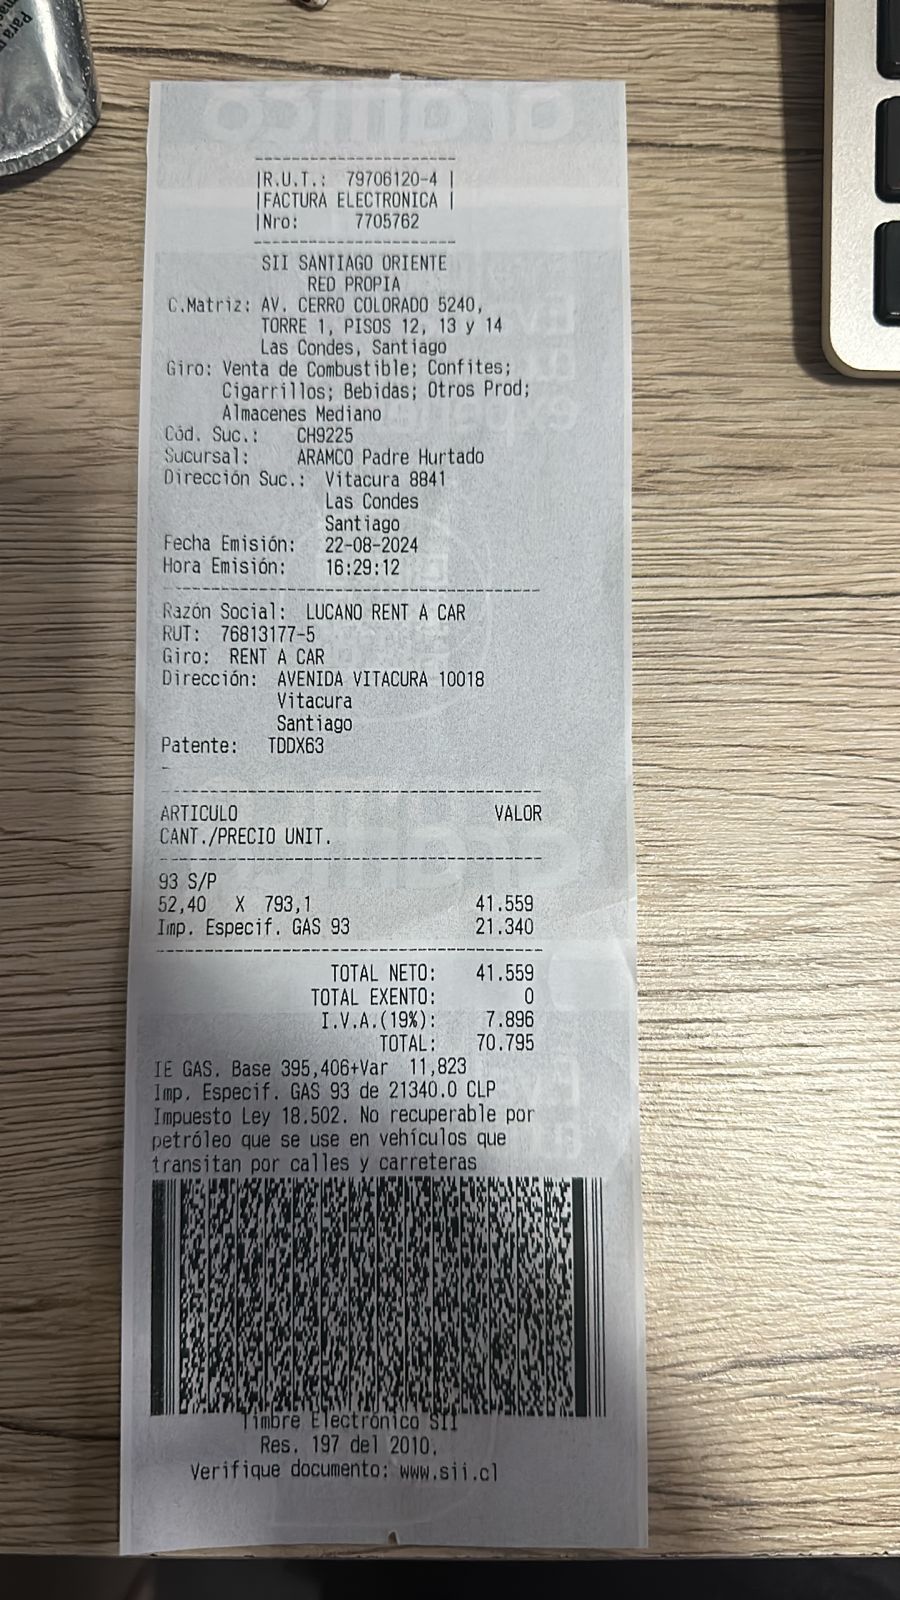 |R.U.T.: 79706120-4 |
|FACTURA ELECTRONICA |
|Nro: 7705762
SII SANTIAGO ORIENTE
RED PROPIA
C.Matriz: AV. CERRO COLORADO 5240,
TORRE 1, PISOS 12, 13 y 14
Las Condes, Santiago
Giro: Venta de Combustible; Confites;
Cigarrillos; Bebidas; Otros Prod;
Almacenes Mediano
Cód. Suc.: CH9225
Sucursal: ARAMCO Padre Hurtado
Dirección Suc.: Vitacura 8841
Las Condes
Santiago
Fecha Emisión: 22-08-2024
Hora Emisión: 16:29:12
Razón Social: LUCANO RENT A CAR
RUT: 76813177-5
Giro: RENT A CAR
Dirección: AVENIDA VITACURA 10018
Vitacura
Santiago
Patente: TDDX63
-
ARTICULO VALOR
CANT./PRECIO UNIT.
93 S/P
52,40 X 793,1 41.559
Imp. Especif. GAS 93 21.340
TOTAL NETO: 41.559
TOTAL EXENTO: 0
I.V.A.(19%): 7.896
TOTAL: 70.795
IE GAS. Base 395,406+Var 11,823
Imp. Especif. GAS 93 de 21340.0 CLP
Impuesto Ley 18.502. No recuperable por
petróleo que se use en vehículos que
transitan por calles y carreteras
Timbre Electrónico SII
Res. 197 del 2010.
Verifique documento: www.sii.cl